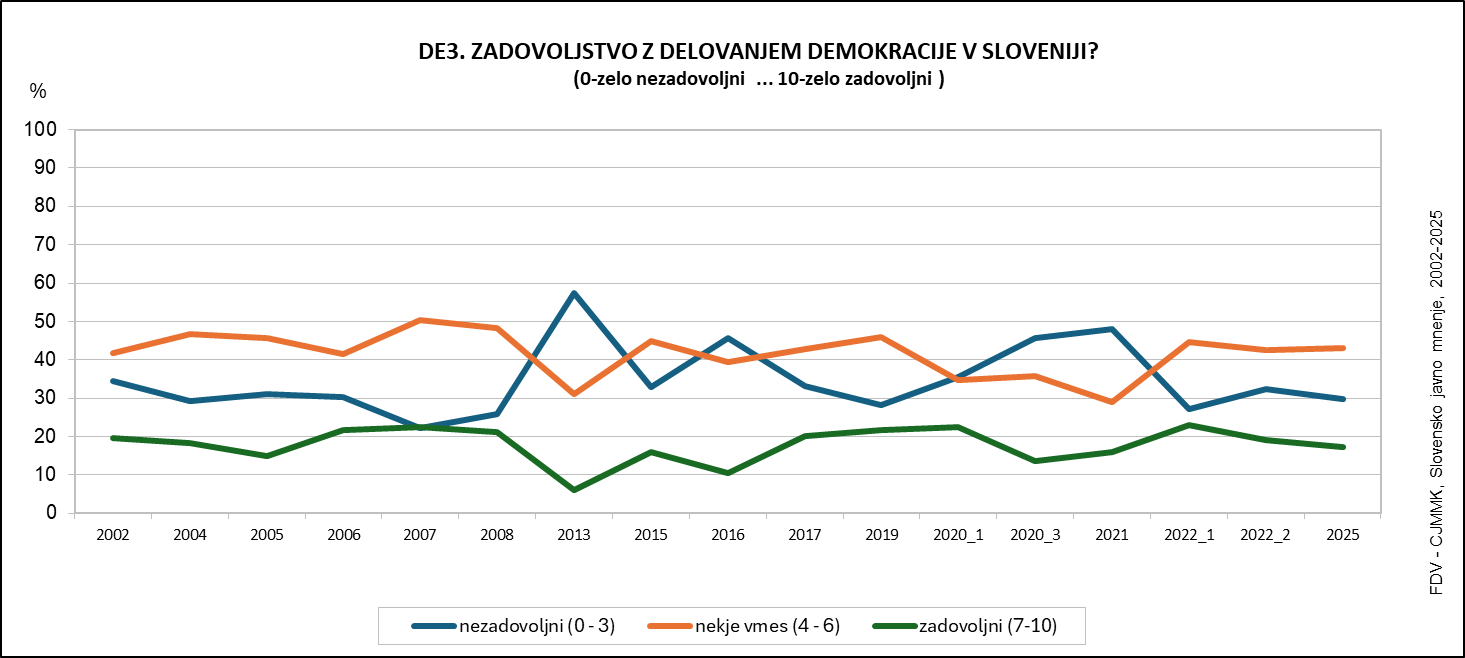 DE3. ZADOVOLJSTVO Z DELOVANJEM DEMOKRACIJE V SLOVENIJI?
(0-zelo nezadovoljni ... 10-zelo zadovoljni )
%
100
90
80
70
60
50
40
30
20
10
0
2002 2004 2005 2006 2007 2008 2013 2015 2016 2017 2019 2020_1 2020_3 2021 2022_1 2022_2 2025
nezadovoljni (0 - 3) nekje vmes (4 - 6) zadovoljni (7-10)
FDV - CJMMK, Slovensko javno mnenje, 2002-2025